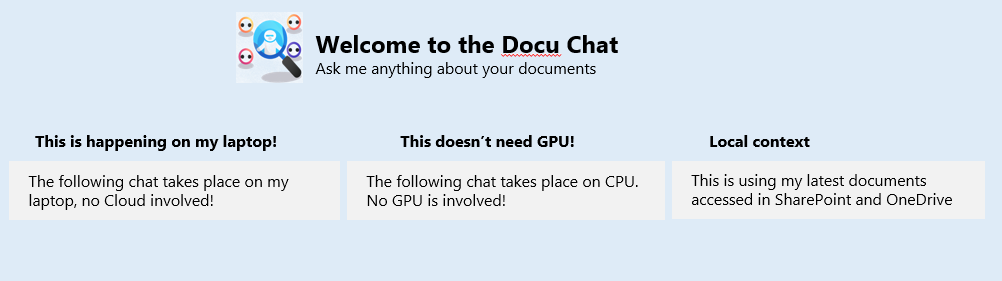 Welcome to the Docu Chat
Ask me anything about your documents
This is happening on my laptop!
The following chat takes place on my
laptop, no Cloud involved!
This doesn’t need GPU!
The following chat takes place on CPU.
No GPU is involved!
Local context
This is using my latest documents
accessed in SharePoint and OneDrive